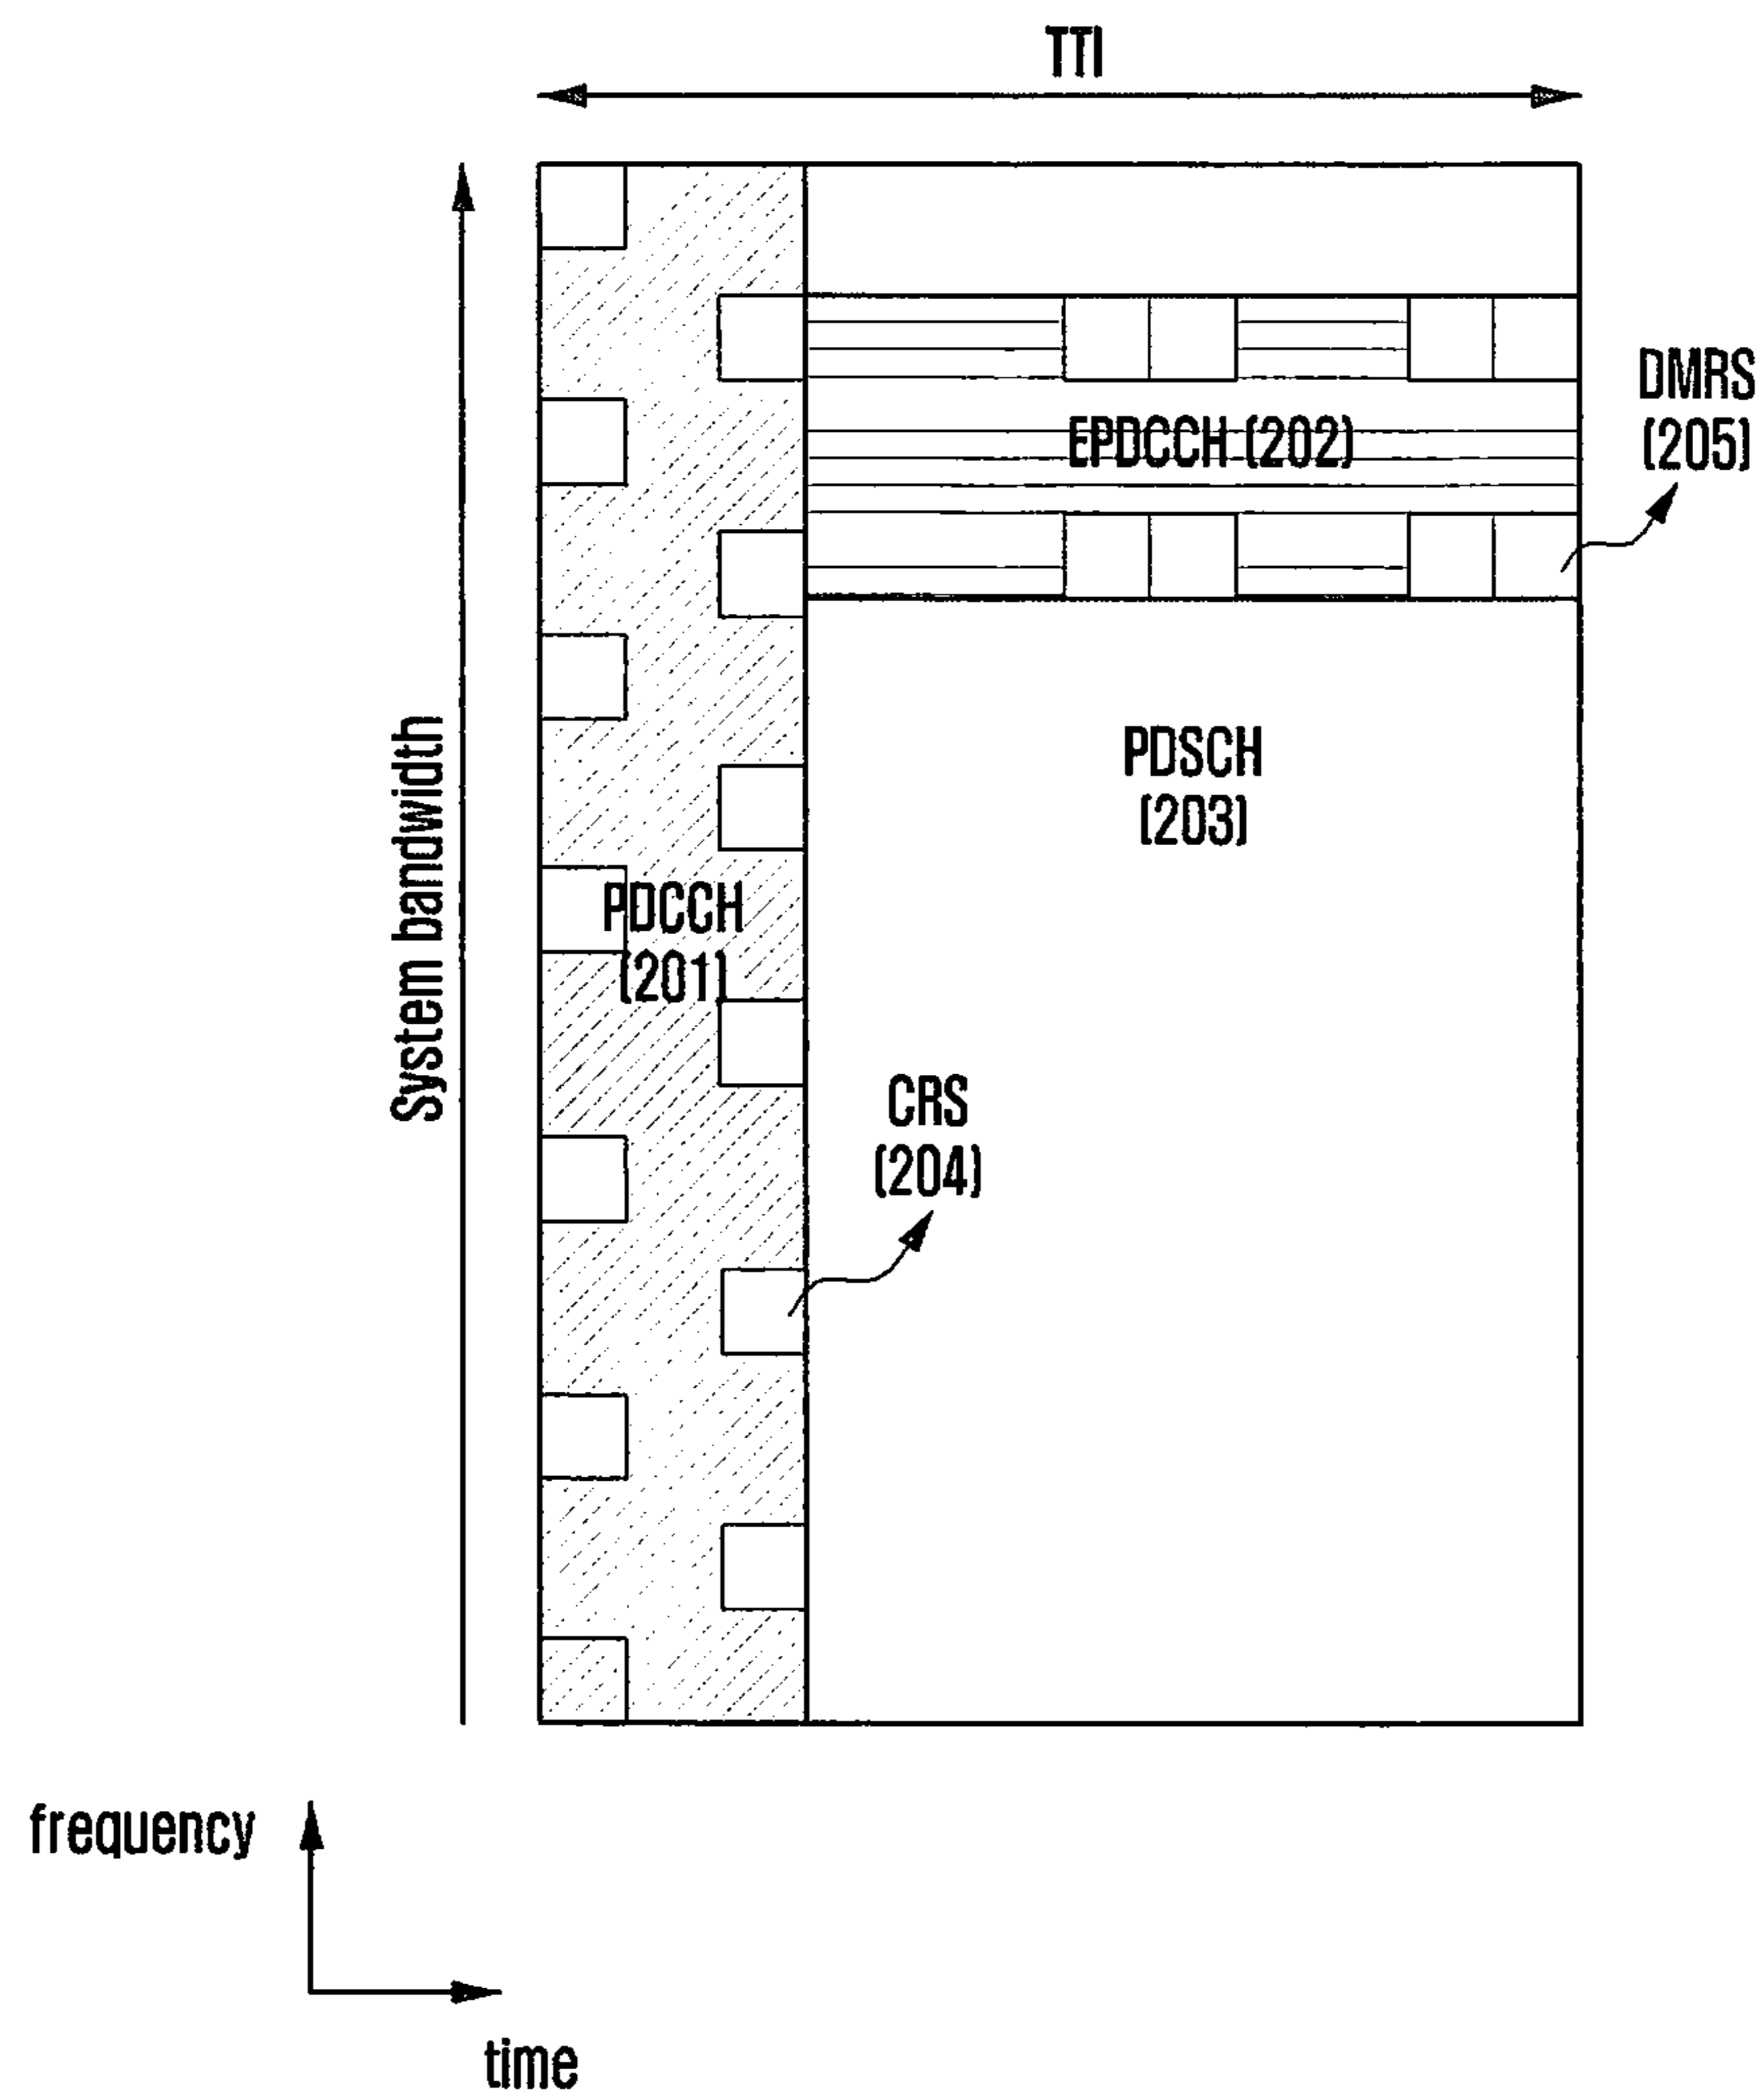 TTI
DMRS
(205)
EPDCCH (202)
System bandwidth
PDSCH
(203)
PDCCH
(201)
CRS
(204)
frequency
time